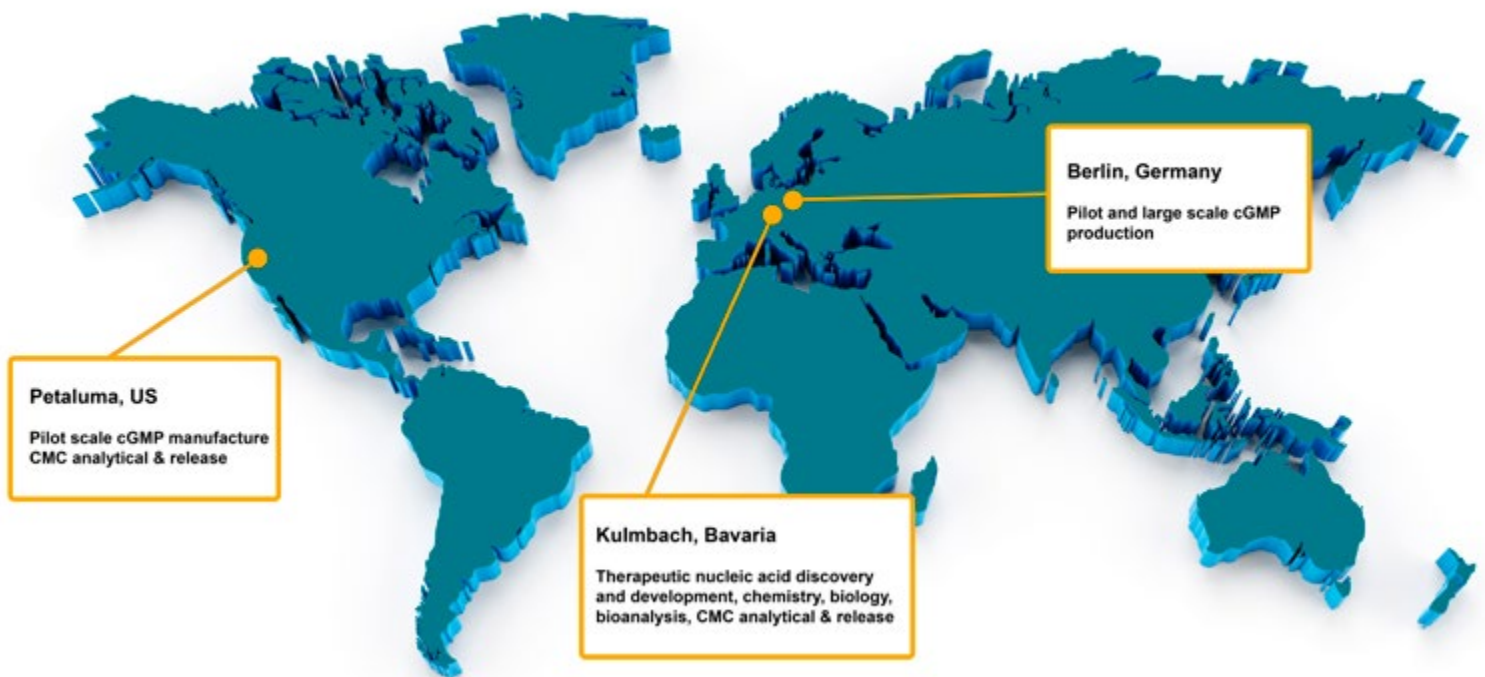 Berlin, Germany
Pilot and large scale cGMP
production
Petaluma, US
Pilot scale cGMP manufacture
CMC analytical & release
Kulmbach, Bavaria
Therapeutic nucleic acid discovery
and development, chemistry, biology,
bioanalysis, CMC analytical & release